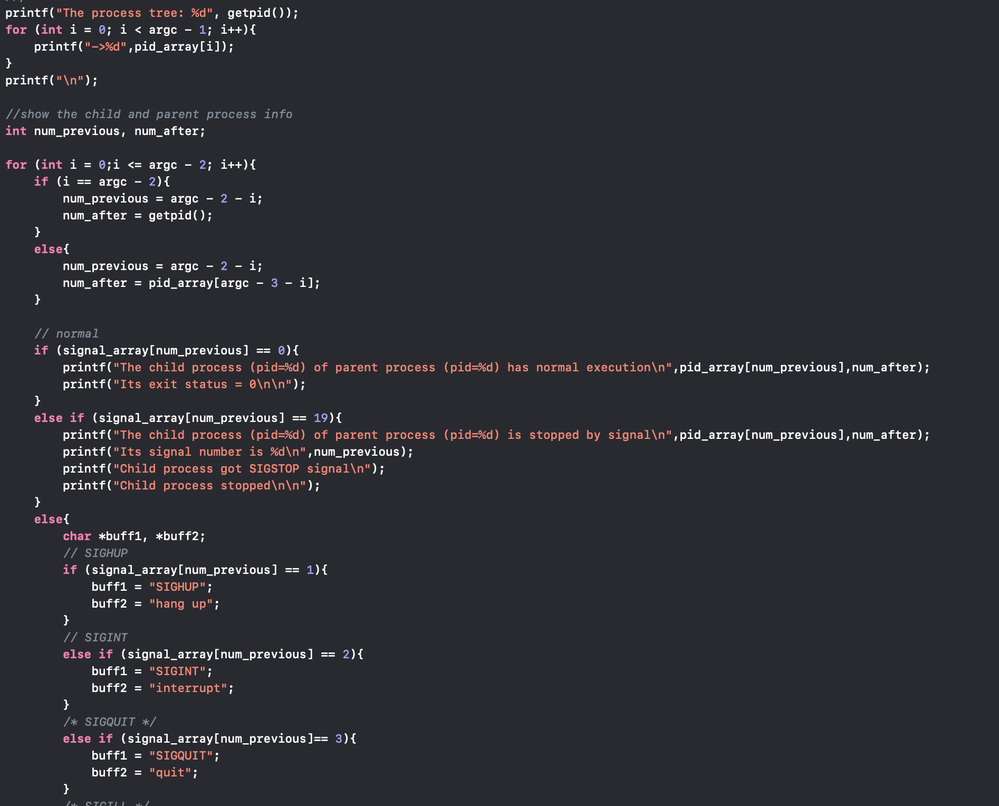 printf("The process tree: %d", getpid());
for (int i = 0; i < argc - 1; i++){
    printf("->%d",pid_array[i]);
}
printf("\n");

//show the child and parent process info
int num_previous, num_after;

for (int i = 0;i <= argc - 2; i++){
    if (i == argc - 2){
        num_previous = argc - 2 - i;
        num_after = getpid();
    }
    else{
        num_previous = argc - 2 - i;
        num_after = pid_array[argc - 3 - i];
    }

    // normal
    if (signal_array[num_previous] == 0){
        printf("The child process (pid=%d) of parent process (pid=%d) has normal execution\n",pid_array[num_previous],num_after);
        printf("Its exit status = 0\n\n");
    }
    else if (signal_array[num_previous] == 19){
        printf("The child process (pid=%d) of parent process (pid=%d) is stopped by signal\n",pid_array[num_previous],num_after);
        printf("Its signal number is %d\n",num_previous);
        printf("Child process got SIGSTOP signal\n");
        printf("Child process stopped\n\n");
    }
    else{
        char *buff1, *buff2;
        // SIGHUP
        if (signal_array[num_previous] == 1){
            buff1 = "SIGHUP";
            buff2 = "hang up";
        }
        // SIGINT
        else if (signal_array[num_previous] == 2){
            buff1 = "SIGINT";
            buff2 = "interrupt";
        }
        /* SIGQUIT */
        else if (signal_array[num_previous]== 3){
            buff1 = "SIGQUIT";
            buff2 = "quit";
        }
        /* SIGILL */